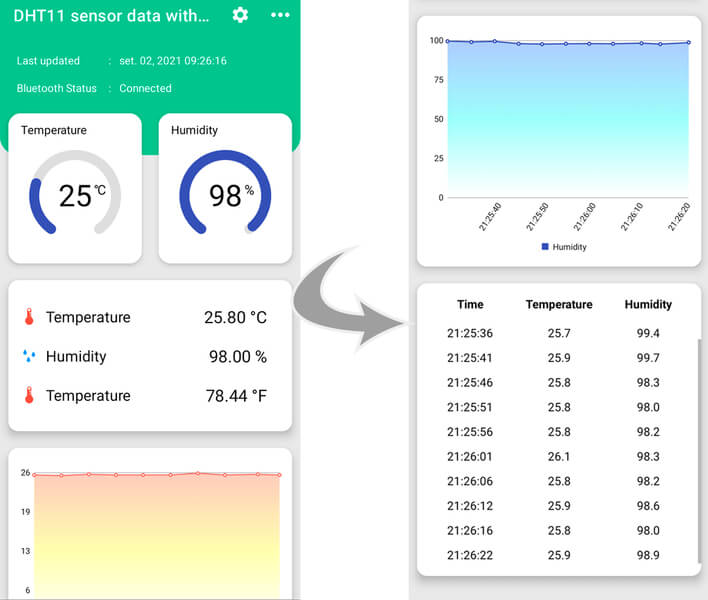 DHT11 sensor data with...
Last updated : set. 02, 2021 09:26:16
Bluetooth Status : Connected
Temperature
25°C
Humidity
98%
Temperature 25.80 °C
Humidity 98.00 %
Temperature 78.44 °F
26
19
13
6
100
75
50
25
0
21:25:40 21:25:50 21:26:00 21:26:10 21:26:20
Humidity
Time Temperature Humidity
21:25:36 25.7 99.4
21:25:41 25.9 99.7
21:25:46 25.8 98.3
21:25:51 25.8 98.0
21:25:56 25.8 98.2
21:26:01 26.1 98.3
21:26:06 25.8 98.2
21:26:12 25.9 98.6
21:26:16 25.8 98.0
21:26:22 25.9 98.9